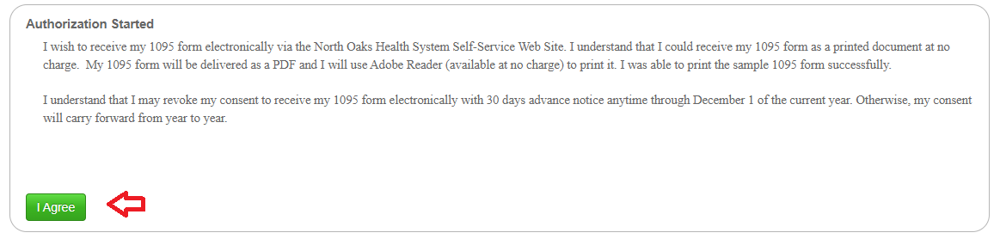 Authorization Started
I wish to receive my 1095 form electronically via the North Oaks Health System Self-Service Web Site. I understand that I could receive my 1095 form as a printed document at no
charge.  My 1095 form will be delivered as a PDF and I will use Adobe Reader (available at no charge) to print it. I was able to print the sample 1095 form successfully.
I understand that I may revoke my consent to receive my 1095 form electronically with 30 days advance notice anytime through December 1 of the current year. Otherwise, my consent
will carry forward from year to year.
I Agree